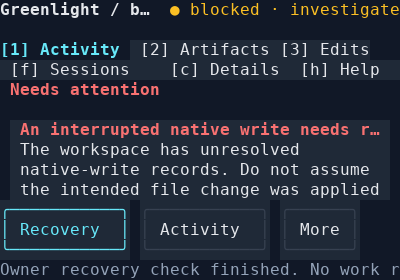 Greenlight / b… ● blocked · investigate
[1] Activity [2] Artifacts [3] Edits
[f] Sessions [c] Details [h] Help
Needs attention
An interrupted native write needs r…
The workspace has unresolved
native-write records. Do not assume
the intended file change was applied
Recovery Activity More
Owner recovery check finished. No work r